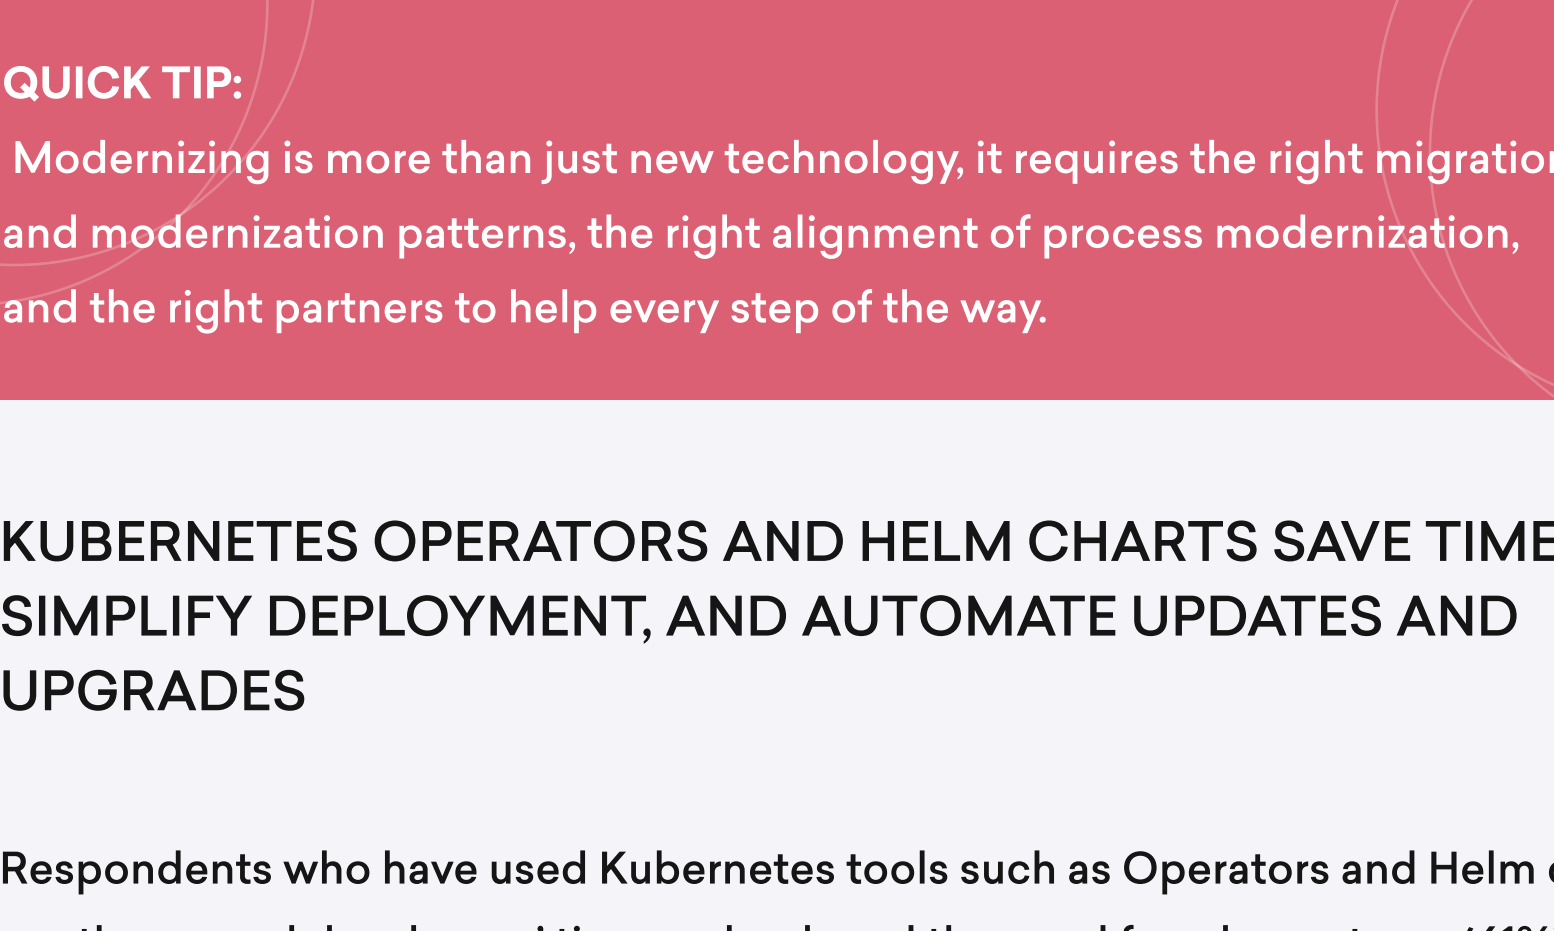 QUICK TIP:
Modernizing is more than just new technology, it requires the right migration
and modernization patterns, the right alignment of process modernization,
and the right partners to help every step of the way.
KUBERNETES OPERATORS AND HELM CHARTS SAVE TIME
SIMPLIFY DEPLOYMENT, AND AUTOMATE UPDATES AND
UPGRADES
Respondents who have used Kubernetes tools such as Operators and Helm